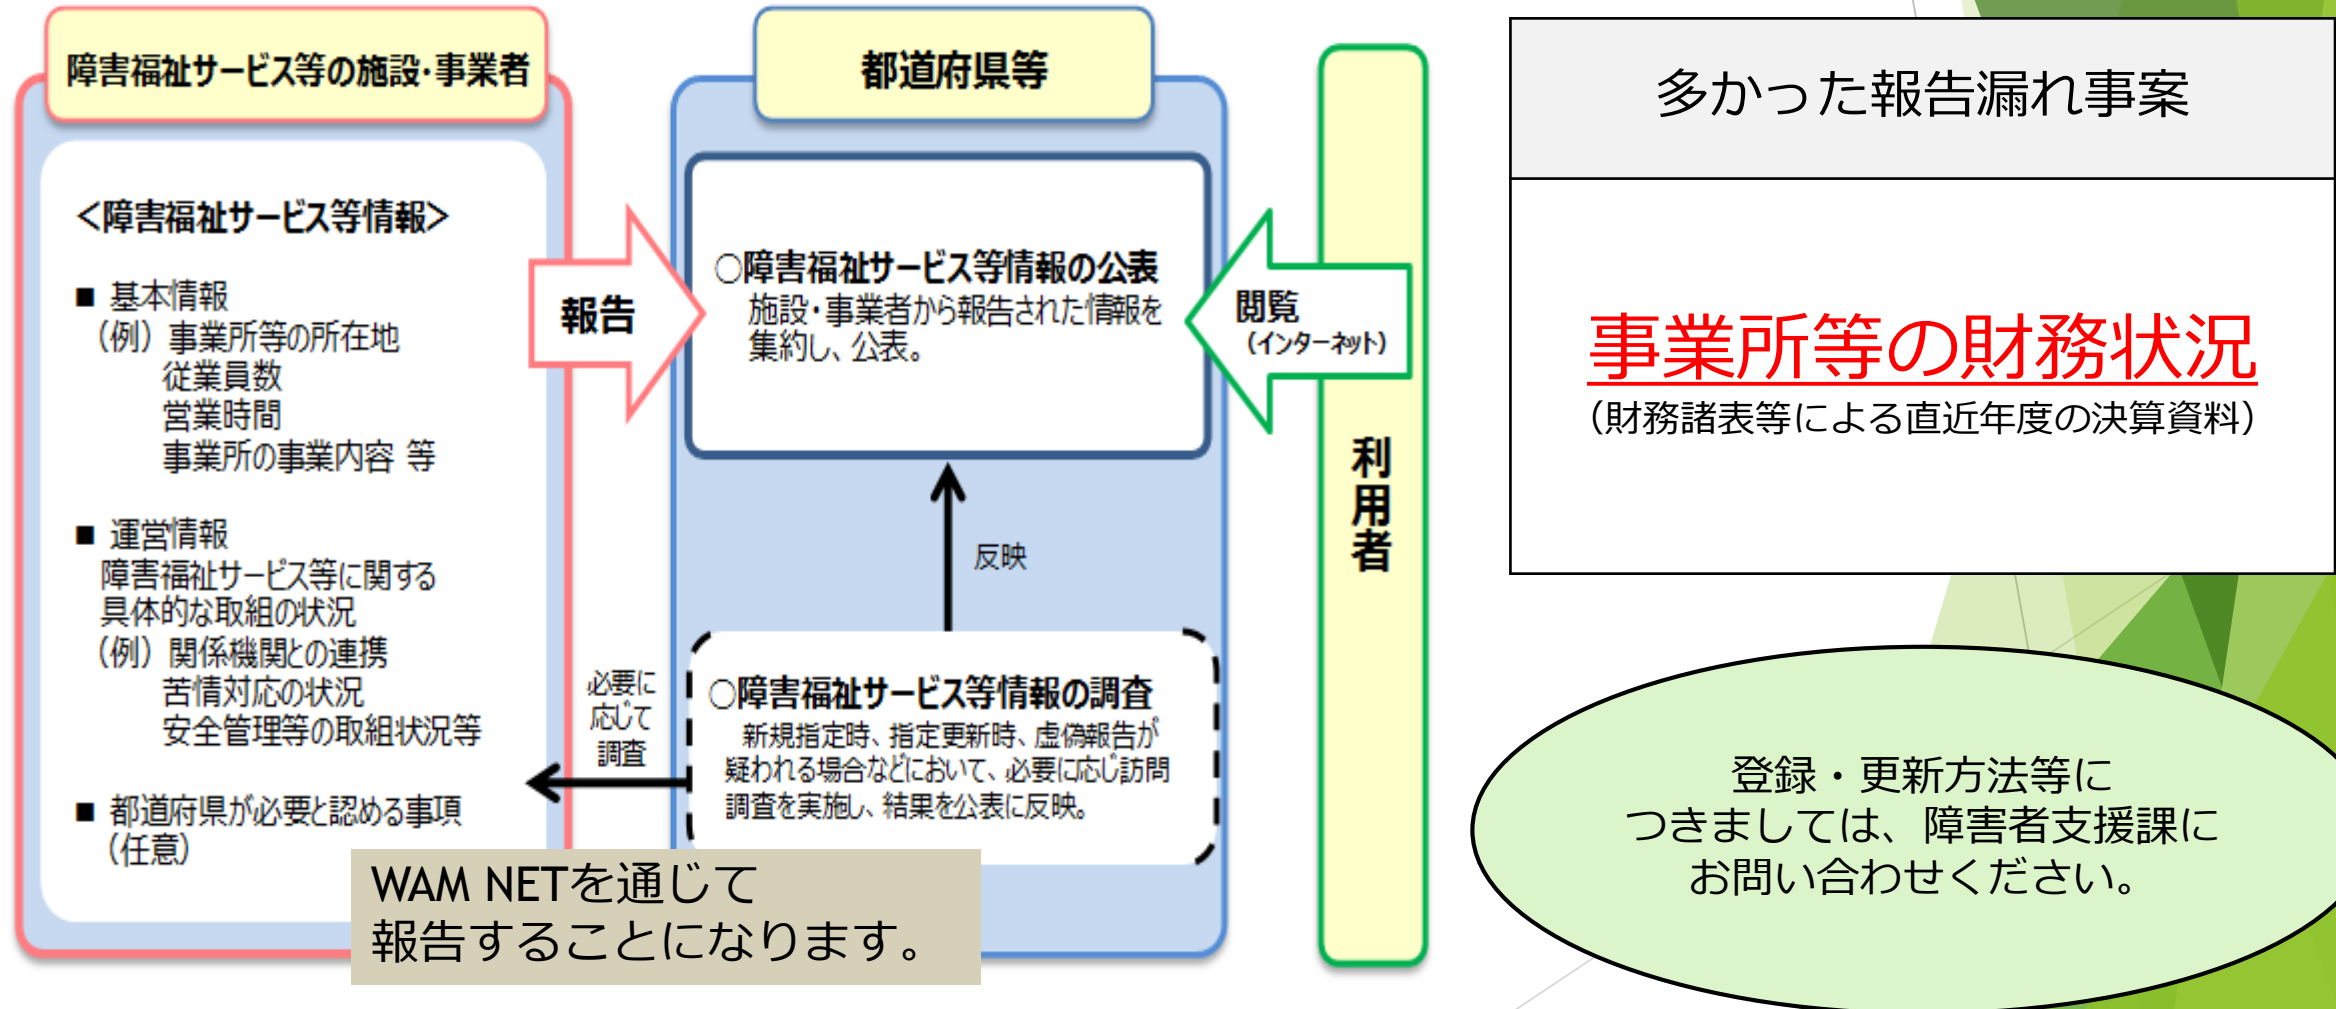 障害福祉サービス等の施設･事業者
＜障害福祉サービス等情報＞
■ 基本情報
（例）事業所等の所在地
従業員数
営業時間
事業所の事業内容 等
■ 運営情報
障害福祉サービス等に関する
具体的な取組の状況
（例）関係機関との連携
苦情対応の状況
安全管理等の取組状況等
■ 都道府県が必要と認める事項
（任意）
報告
必要に
応じて
調査
都道府県等
○障害福祉サービス等情報の公表
施設･事業者から報告された情報を
集約し、公表。
反映
○障害福祉サービス等情報の調査
新規指定時、指定更新時、虚偽報告が
疑われる場合などにおいて、必要に応じ訪問
調査を実施し、結果を公表に反映。
閲覧
（インターネット）
利用者
WAM NETを通じて
報告することになります。
多かった報告漏れ事案
事業所等の財務状況
（財務諸表等による直近年度の決算資料）
登録・更新方法等に
つきましては、障害者支援課に
お問い合わせください。